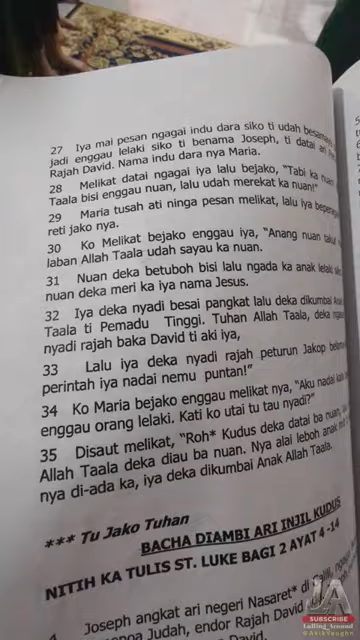 27 Iya mai pesan ngagai indu dara siko ti udah
jadi enggau lelaki siko ti benama Joseph, ti datai ari
Rajah David. Nama indu dara nya Maria.
28 Melikat datai ngagai iya lalu bejako, "Tabi ka nuan
Taala bisi enggau nuan, lalu udah merekat ka nuan!"
29 Maria tusah ati ninga pesan melikat, lalu iya
reti jako nya.
30 Ko Melikat bejako enggau iya, "Anang nuan takut
laban Allah Taala udah sayau ka nuan.
31 Nuan deka betuboh bisi lalu ngada ka anak lelaki
nuan deka meri ka iya nama Jesus.
32 Iya deka nyadi besai pangkat lalu deka dikumbai Anak
Taala ti Pemadu Tinggi. Tuhan Allah Taala, deka
nyadi rajah baka David ti aki iya,
33 Lalu iya deka nyadi rajah peturun Jakop
perintah iya nadai nemu puntan!"
34 Ko Maria bejako enggau melikat nya, "Aku nadai
enggau orang lelaki. Kati ko utai tu tau nyadi?"
35 Disaut melikat, "Roh* Kudus deka datai ba nuan,
Allah Taala deka diau ba nuan. Nya alai leboh anak
nya di-ada ka, iya deka dikumbai Anak Allah Taala.
*** Tu Jako Tuhan
BACHA DIAMBI ARI INJIL KUDUS
NITIH KA TULIS ST. LUKE BAGI 2 AYAT 4 -14
4 Joseph angkat ari negeri Nasaret* di
Judah, endor Rajah David
JA
SUBSCRIBE